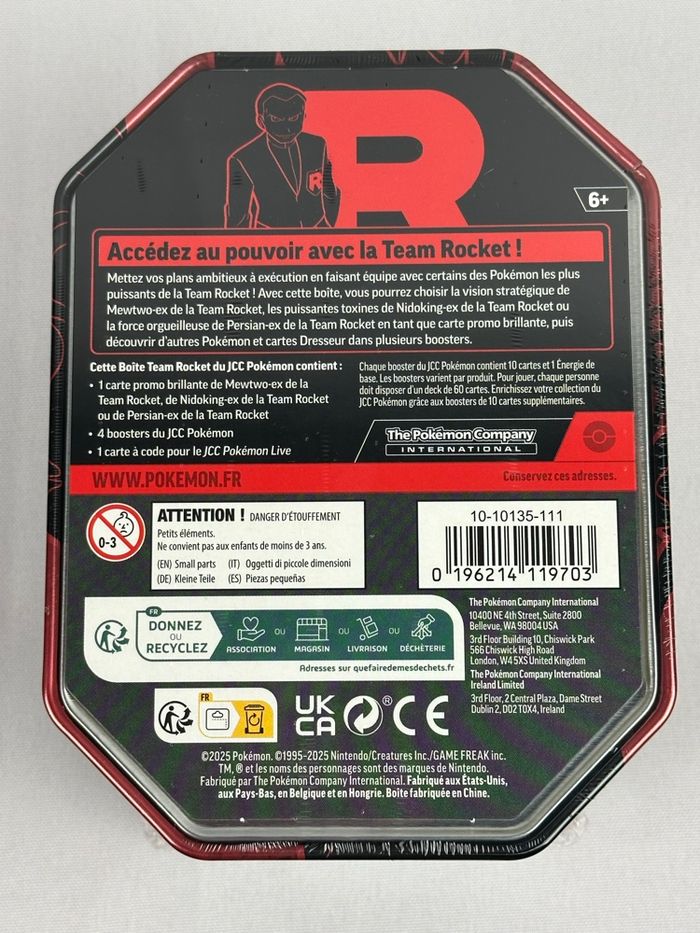 R
R
6+
Accédez au pouvoir avec la Team Rocket !
Mettez vos plans ambitieux à exécution en faisant équipe avec certains des Pokémon les plus
puissants de la Team Rocket ! Avec cette boîte, vous pourrez choisir la vision stratégique de
Mewtwo-ex de la Team Rocket, les puissantes toxines de Nidoking-ex de la Team Rocket ou
la force orgueilleuse de Persian-ex de la Team Rocket en tant que carte promo brillante, puis
découvrir d'autres Pokémon et cartes Dresseur dans plusieurs boosters.
Cette Boîte Team Rocket du JCC Pokémon contient :
• 1 carte promo brillante de Mewtwo-ex de la
Team Rocket, de Nidoking-ex de la Team Rocket
ou de Persian-ex de la Team Rocket
• 4 boosters du JCC Pokémon
• 1 carte à code pour le JCC Pokémon Live
Chaque booster du JCC Pokémon contient 10 cartes et 1 Énergie de
base. Les boosters varient par produit. Pour jouer, chaque personne
doit disposer d'un deck de 60 cartes. Enrichissez votre collection du
JCC Pokémon grâce aux boosters de 10 cartes supplémentaires.
The Pokémon Company
INTERNATIONAL
WWW.POKEMON.FR
Conservez ces adresses.
0-3
ATTENTION ! DANGER D'ÉTOUFFEMENT
Petits éléments.
Ne convient pas aux enfants de moins de 3 ans.
(EN) Small parts (IT) Oggetti di piccole dimensioni
(DE) Kleine Teile (ES) Piezas pequeñas
10-10135-111
0 196214 119703
FR
DONNEZ
OU
RECYCLEZ
ASSOCIATION
OU
MAGASIN
OU
LIVRAISON
OU
DÉCHÈTERIE
Adresses sur quefairedemesdechets.fr
The Pokémon Company International
10400 NE 4th Street, Suite 2800
Bellevue, WA 98004 USA
3rd Floor Building 10, Chiswick Park
566 Chiswick High Road
London, W4 5XS United Kingdom
The Pokémon Company International
Ireland Limited
3rd Floor, 2 Central Plaza, Dame Street
Dublin 2, D02 T0X4, Ireland
FR
UK
CA
®
CE
©2025 Pokémon. ©1995-2025 Nintendo/Creatures Inc./GAME FREAK inc.
TM, ® et les noms des personnages sont des marques de Nintendo.
Fabriqué par The Pokémon Company International. Fabriqué aux États-Unis,
aux Pays-Bas, en Belgique et en Hongrie. Boîte fabriquée en Chine.